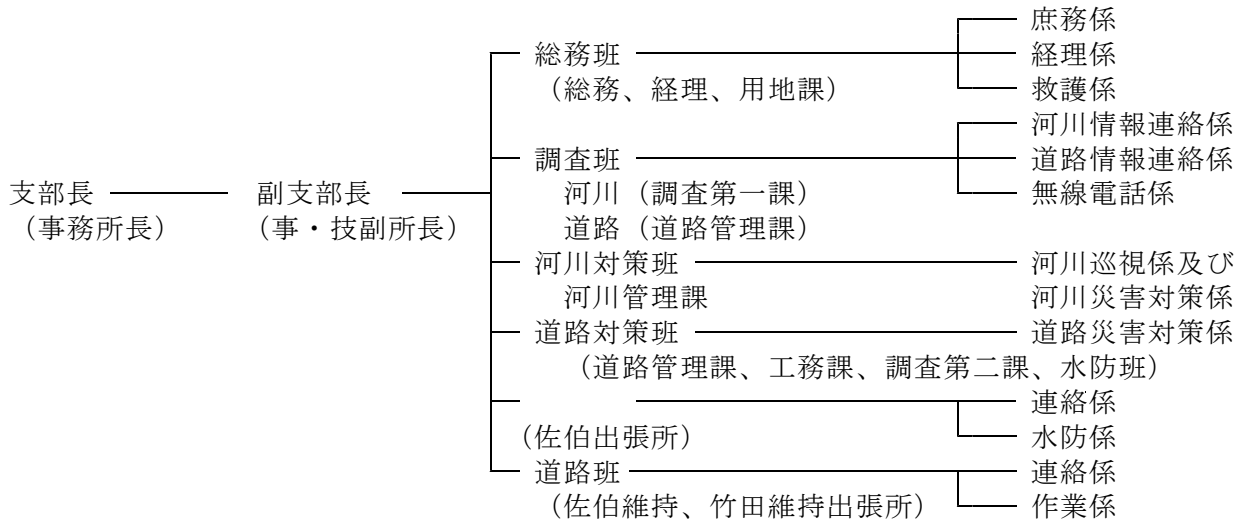 庶務係
総務班
経理係
（総務、経理、用地課）
救護係
河川情報連絡係
調査班
道路情報連絡係
支部長
副支部長
河川（調査第一課）
無線電話係
（事務所長）
（事・技副所長）
道路（道路管理課）
河川対策班
河川巡視係及び
河川管理課
河川災害対策係
道路対策班
道路災害対策係
（道路管理課、工務課、調査第二課、水防班）
連絡係
（佐伯出張所）
水防係
道路班
連絡係
（佐伯維持、竹田維持出張所）
作業係